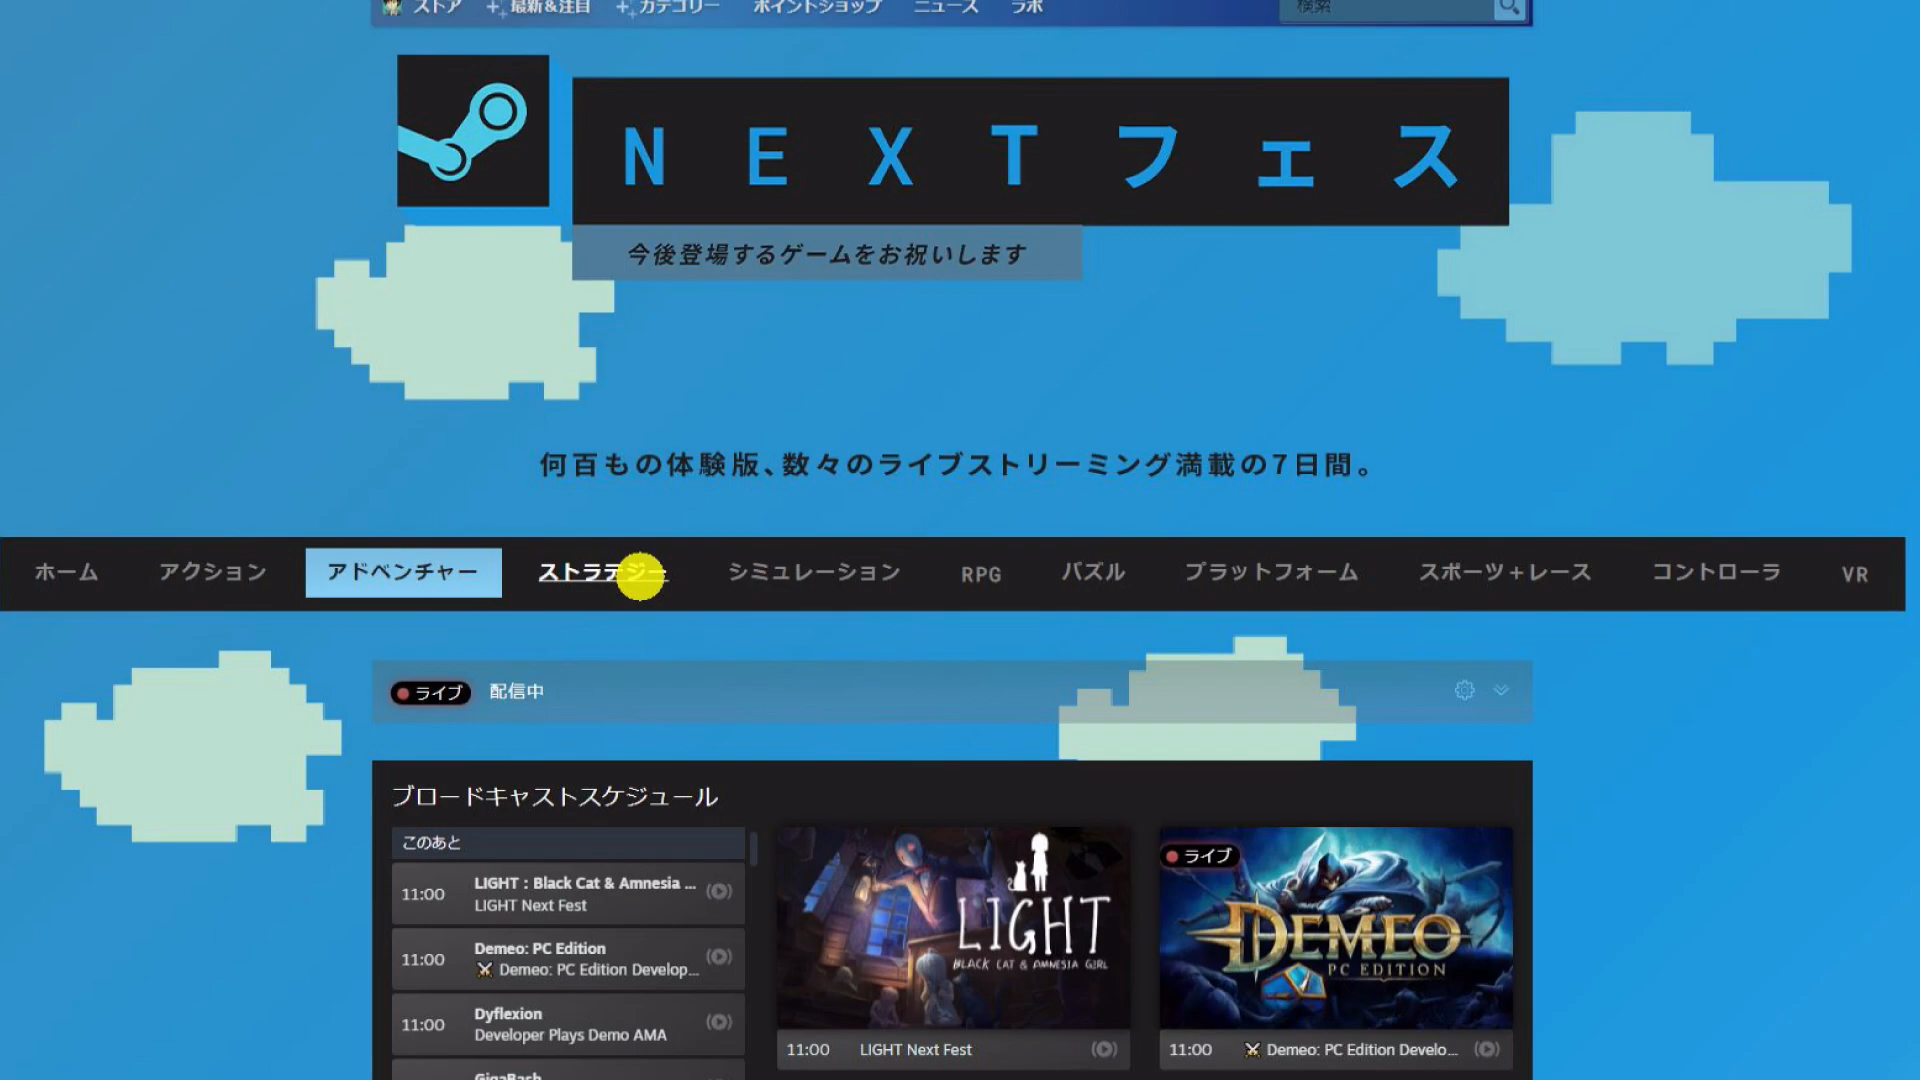 ストア 最新&注目 カテゴリー ポイントショップ ニュース ラボ 検索
NEXTフェス
今後登場するゲームをお祝いします
何百もの体験版、数々のライブストリーミング満載の7日間。
ホーム アクション アドベンチャー ストラテジー シミュレーション RPG パズル プラットフォーム スポーツ+レース コントローラ VR
ライブ 配信中
ブロードキャストスケジュール
このあと
11:00 LIGHT : Black Cat & Amnesia ...
LIGHT Next Fest
11:00 Demeo: PC Edition
Demeo: PC Edition Develop...
11:00 Dyflexion
Developer Plays Demo AMA
GigaBash
LIGHT
BLACK CAT & AMNESIA GIRL
11:00 LIGHT Next Fest
ライブ
DEMEO
PC EDITION
11:00 Demeo: PC Edition Develo...